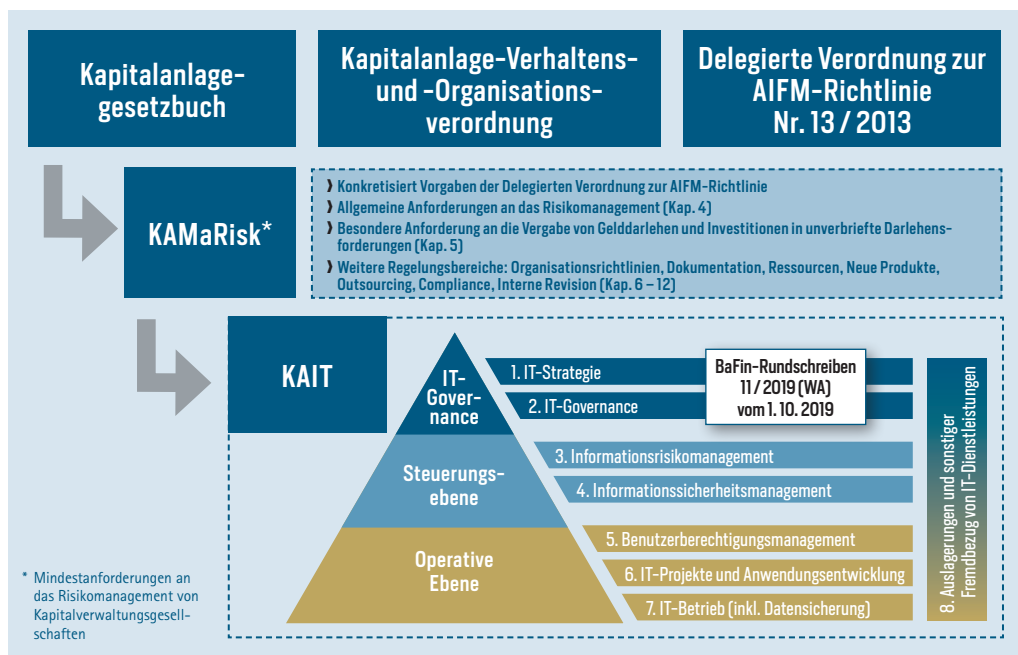 Kapitalanlage-
gesetzbuch
Kapitalanlage-Verhaltens-
und -Organisations-
verordnung
Delegierte Verordnung zur
AIFM-Richtlinie
Nr. 13 / 2013
KAMaRisk*
❱ Konkretisiert Vorgaben der Delegierten Verordnung zur AIFM-Richtlinie
❱ Allgemeine Anforderungen an das Risikomanagement (Kap. 4)
❱ Besondere Anforderung an die Vergabe von Gelddarlehen und Investitionen in unverbriefte Darlehens-
forderungen (Kap. 5)
❱ Weitere Regelungsbereiche: Organisationsrichtlinien, Dokumentation, Ressourcen, Neue Produkte,
Outsourcing, Compliance, Interne Revision (Kap. 6 – 12)
KAIT
IT-
Gover-
nance
Steuerungs-
ebene
Operative
Ebene
1. IT-Strategie
2. IT-Governance
BaFin-Rundschreiben
11 / 2019 (WA)
vom 1. 10. 2019
3. Informationsrisikomanagement
4. Informationssicherheitsmanagement
5. Benutzerberechtigungsmanagement
6. IT-Projekte und Anwendungsentwicklung
7. IT-Betrieb (inkl. Datensicherung)
8. Auslagerungen und sonstiger
Fremdbezug von IT-Dienstleistungen
* Mindestanforderungen an
das Risikomanagement von
Kapitalverwaltungsgesell-
schaften